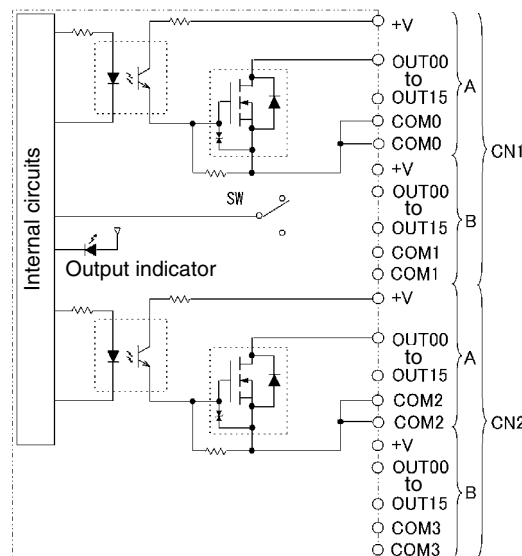 +V
OUT00
to
OUT15
A
COM0
COM0
CN1
+V
OUT00
to
OUT15
B
COM1
COM1
SW
Internal circuits
Output indicator
+V
OUT00
to
OUT15
A
COM2
COM2
CN2
+V
OUT00
to
OUT15
B
COM3
COM3